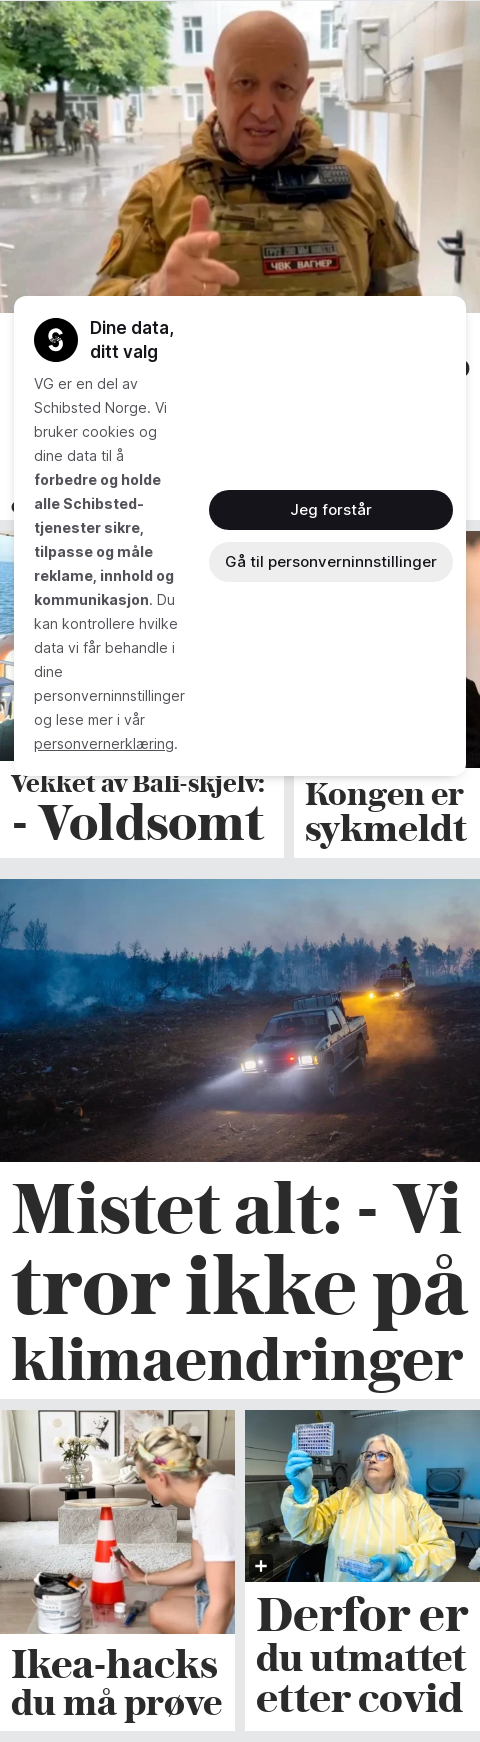 ЧВК ВАГНЕР
Dine data,
ditt valg
VG er en del av
Schibsted Norge. Vi
bruker cookies og
dine data til å
forbedre og holde
alle Schibsted-
tjenester sikre,
tilpasse og måle
reklame, innhold og
kommunikasjon. Du
kan kontrollere hvilke
data vi får behandle i
dine
personverninnstillinger
og lese mer i vår
personvernerklæring.
Jeg forstår
Gå til personverninnstillinger
Vekket av Bali-skjelv:
- Voldsomt
Kongen er
sykmeldt
Mistet alt: - Vi
tror ikke på
klimaendringer
Ikea-hacks
du må prøve
Derfor er
du utmattet
etter covid